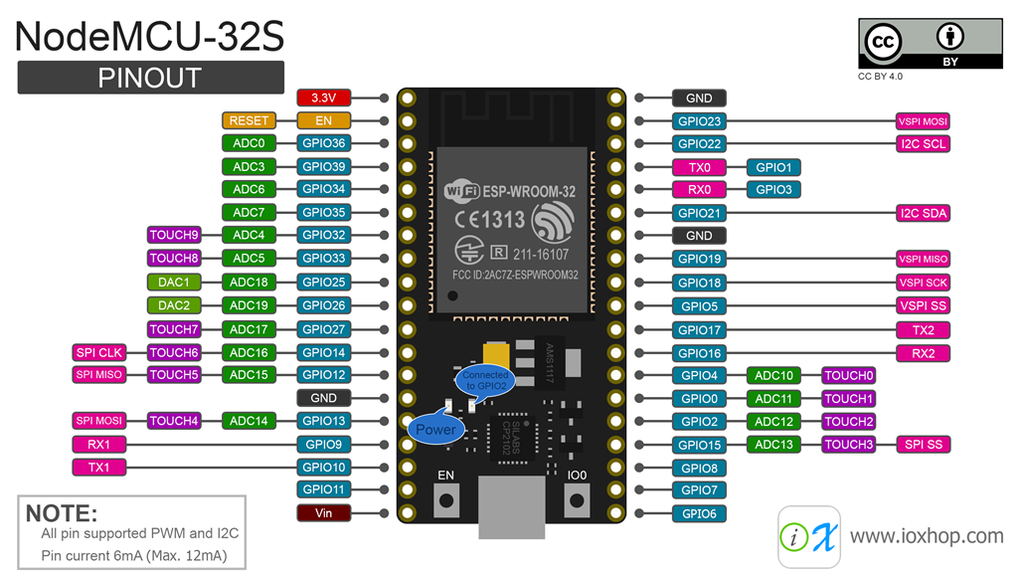 NodeMCU-32S
PINOUT
cc
BY
CC BY 4.0
3.3V
GND
RESET EN
GPIO23 VSPI MOSI
ADC0 GPIO36
GPIO22 I2C SCL
ADC3 GPIO39
TX0 GPIO1
ADC6 GPIO34
RX0 GPIO3
ADC7 GPIO35
GPIO21 I2C SDA
TOUCH9 ADC4 GPIO32
GND
TOUCH8 ADC5 GPIO33
GPIO19 VSPI MISO
DAC1 ADC18 GPIO25
GPIO18 VSPI SCK
DAC2 ADC19 GPIO26
GPIO5 VSPI SS
TOUCH7 ADC17 GPIO27
GPIO17 TX2
SPI CLK TOUCH6 ADC16 GPIO14
GPIO16 RX2
SPI MISO TOUCH5 ADC15 GPIO12
GPIO4 ADC10 TOUCH0
GND
GPIO0 ADC11 TOUCH1
SPI MOSI TOUCH4 ADC14 GPIO13
GPIO2 ADC12 TOUCH2
RX1 GPIO9
GPIO15 ADC13 TOUCH3 SPI SS
TX1 GPIO10
GPIO8
GPIO11
GPIO7
Vin
GPIO6
Wi Fi ESP-WROOM-32
CE1313
R 211-16107
FCC ID:2AC7Z-ESPWROOM32
AMS1117
Connected
to GPIO2
Power
SILABS
CP2102
EN
IO0
NOTE:
All pin supported PWM and I2C
Pin current 6mA (Max. 12mA)
i X
www.ioxhop.com